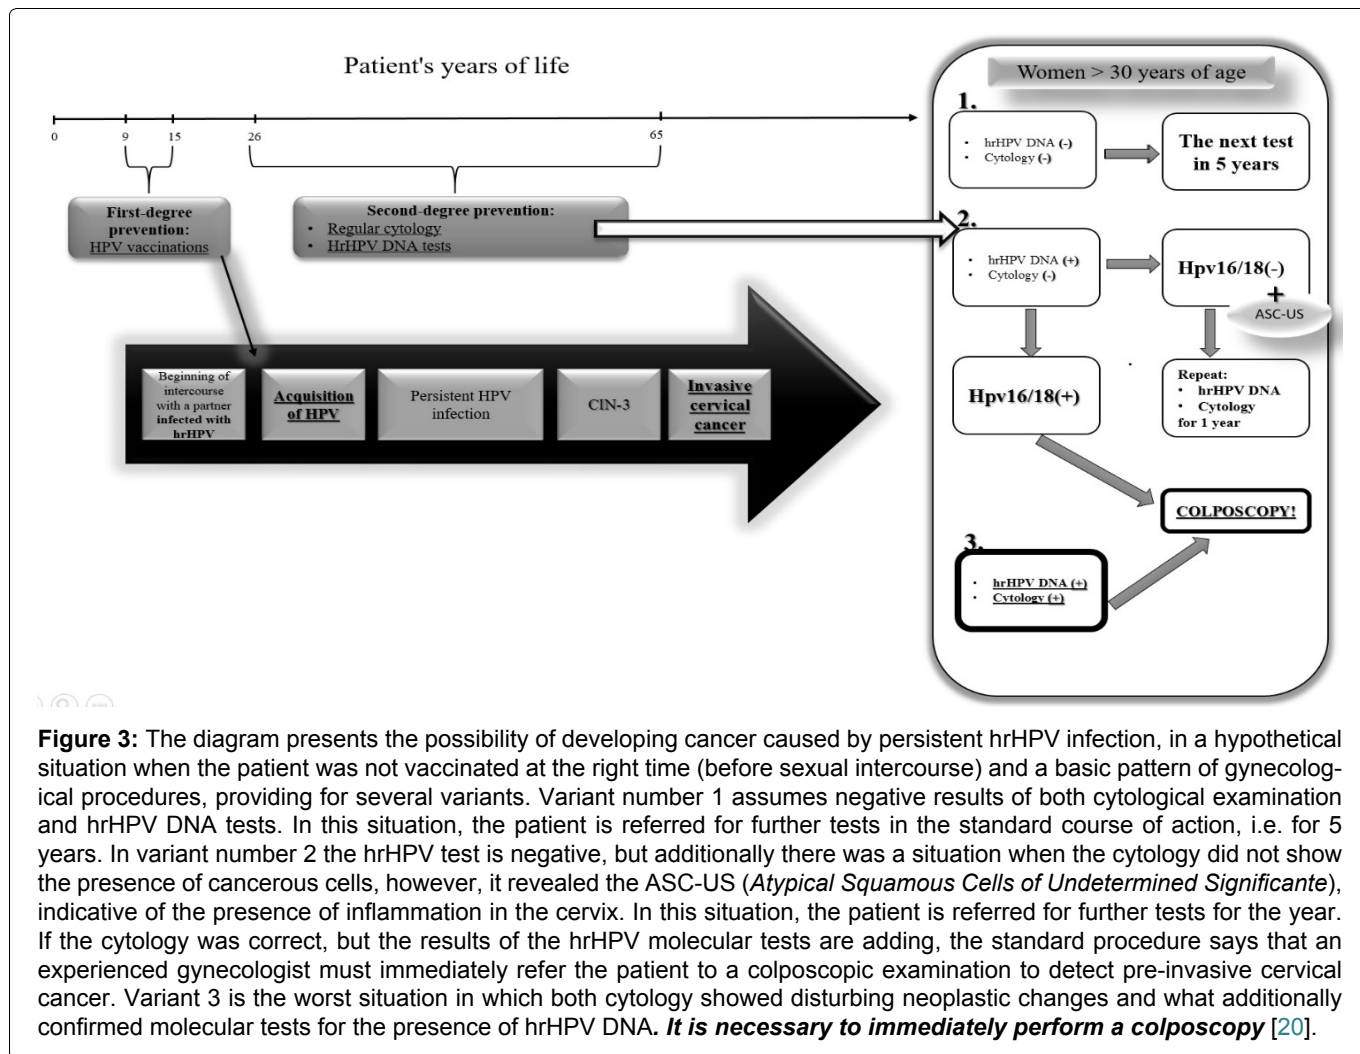 Patient's years of life
0
9
15
26
65
First-degree
prevention:
HPV vaccinations
Second-degree prevention:
• Regular cytology
• HrHPV DNA tests
Beginning of
intercourse
with a partner
infected with
hrHPV
Acquisition
of HPV
Persistent HPV
infection
CIN-3
Invasive
cervical
cancer
Women > 30 years of age
1.
• hrHPV DNA (-)
• Cytology (-)
The next test
in 5 years
2.
• hrHPV DNA (+)
• Cytology (-)
Hpv16/18(-)
+
ASC-US
Hpv16/18(+)
Repeat:
• hrHPV DNA
• Cytology
for 1 year
COLPOSCOPY!
3.
• hrHPV DNA (+)
• Cytology (+)
Figure 3: The diagram presents the possibility of developing cancer caused by persistent hrHPV infection, in a hypothetical
situation when the patient was not vaccinated at the right time (before sexual intercourse) and a basic pattern of gynecolog-
ical procedures, providing for several variants. Variant number 1 assumes negative results of both cytological examination
and hrHPV DNA tests. In this situation, the patient is referred for further tests in the standard course of action, i.e. for 5
years. In variant number 2 the hrHPV test is negative, but additionally there was a situation when the cytology did not show
the presence of cancerous cells, however, it revealed the ASC-US (Atypical Squamous Cells of Undetermined Significante),
indicative of the presence of inflammation in the cervix. In this situation, the patient is referred for further tests for the year.
If the cytology was correct, but the results of the hrHPV molecular tests are adding, the standard procedure says that an
experienced gynecologist must immediately refer the patient to a colposcopic examination to detect pre-invasive cervical
cancer. Variant 3 is the worst situation in which both cytology showed disturbing neoplastic changes and what additionally
confirmed molecular tests for the presence of hrHPV DNA. It is necessary to immediately perform a colposcopy [20].